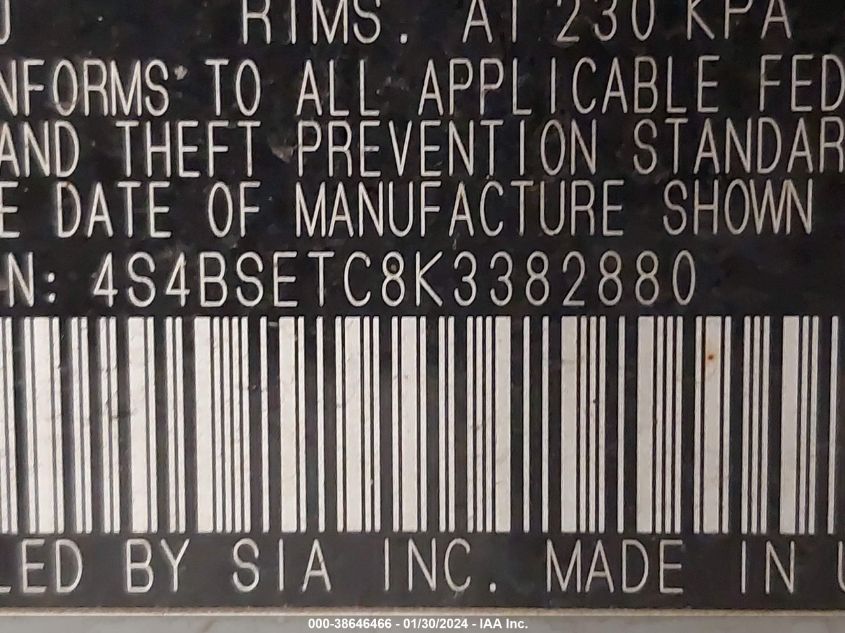 RIMS. AT 230 KPA
NFORMS TO ALL APPLICABLE FED
AND THEFT PREVENTION STANDAR
E DATE OF MANUFACTURE SHOWN
N: 4S4BSETC8K3382880
LED BY SIA INC. MADE IN U
000-38646466 - 01/30/2024 - IAA Inc.